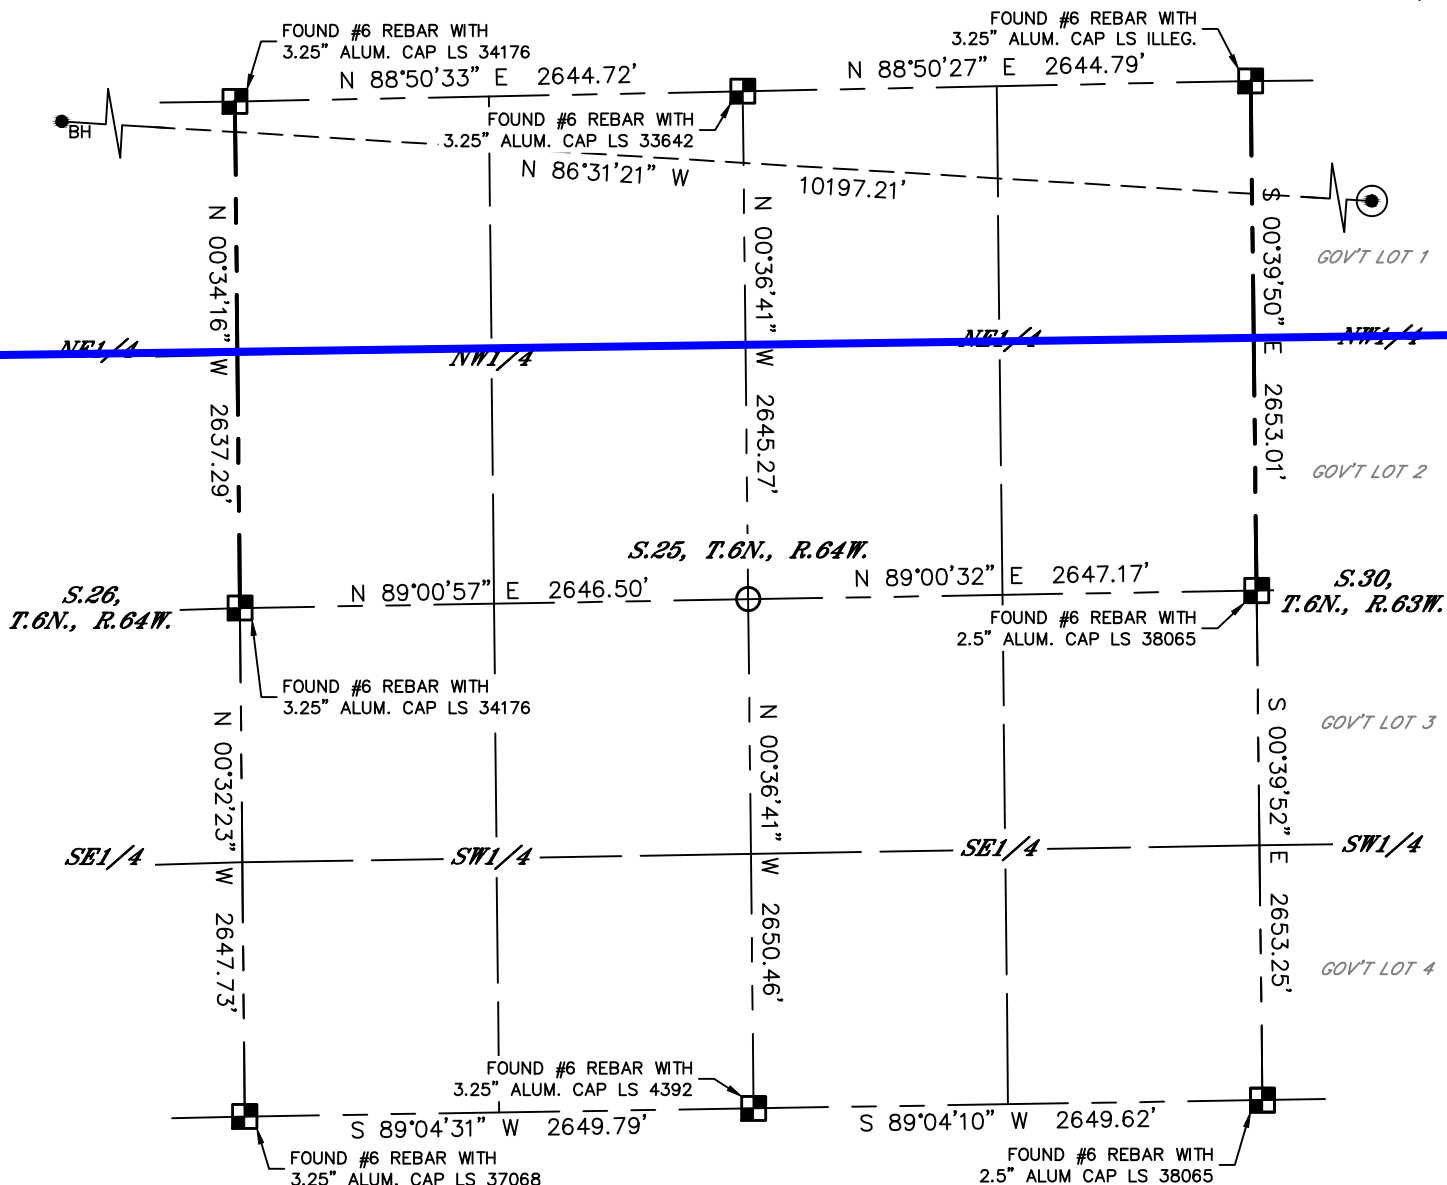 FOUND #6 REBAR WITH
3.25" ALUM. CAP LS 34176
FOUND #6 REBAR WITH
3.25" ALUM. CAP LS ILLEG.
N 88°50'33" E 2644.72'
N 88°50'27" E 2644.79'
BH
FOUND #6 REBAR WITH
3.25" ALUM. CAP LS 33642
N 86°31'21" W 10197.21'
N 00°34'16" W 2637.29'
N 00°36'41" W 2645.27'
S 00°39'50" E 2653.01'
GOV'T LOT 1
NE1/4
NW1/4
NE1/4
NW1/4
GOV'T LOT 2
S.25, T.6N., R.64W.
S.26,
T.6N., R.64W.
N 89°00'57" E 2646.50'
N 89°00'32" E 2647.17'
S.30,
T.6N., R.63W.
FOUND #6 REBAR WITH
2.5" ALUM. CAP LS 38065
FOUND #6 REBAR WITH
3.25" ALUM. CAP LS 34176
N 00°32'23" W 2647.73'
N 00°36'41" W 2650.46'
S 00°39'52" E 2653.25'
GOV'T LOT 3
SE1/4
SW1/4
SE1/4
SW1/4
GOV'T LOT 4
FOUND #6 REBAR WITH
3.25" ALUM. CAP LS 4392
S 89°04'31" W 2649.79'
S 89°04'10" W 2649.62'
FOUND #6 REBAR WITH
3.25" ALUM. CAP LS 37068
FOUND #6 REBAR WITH
2.5" ALUM CAP LS 38065